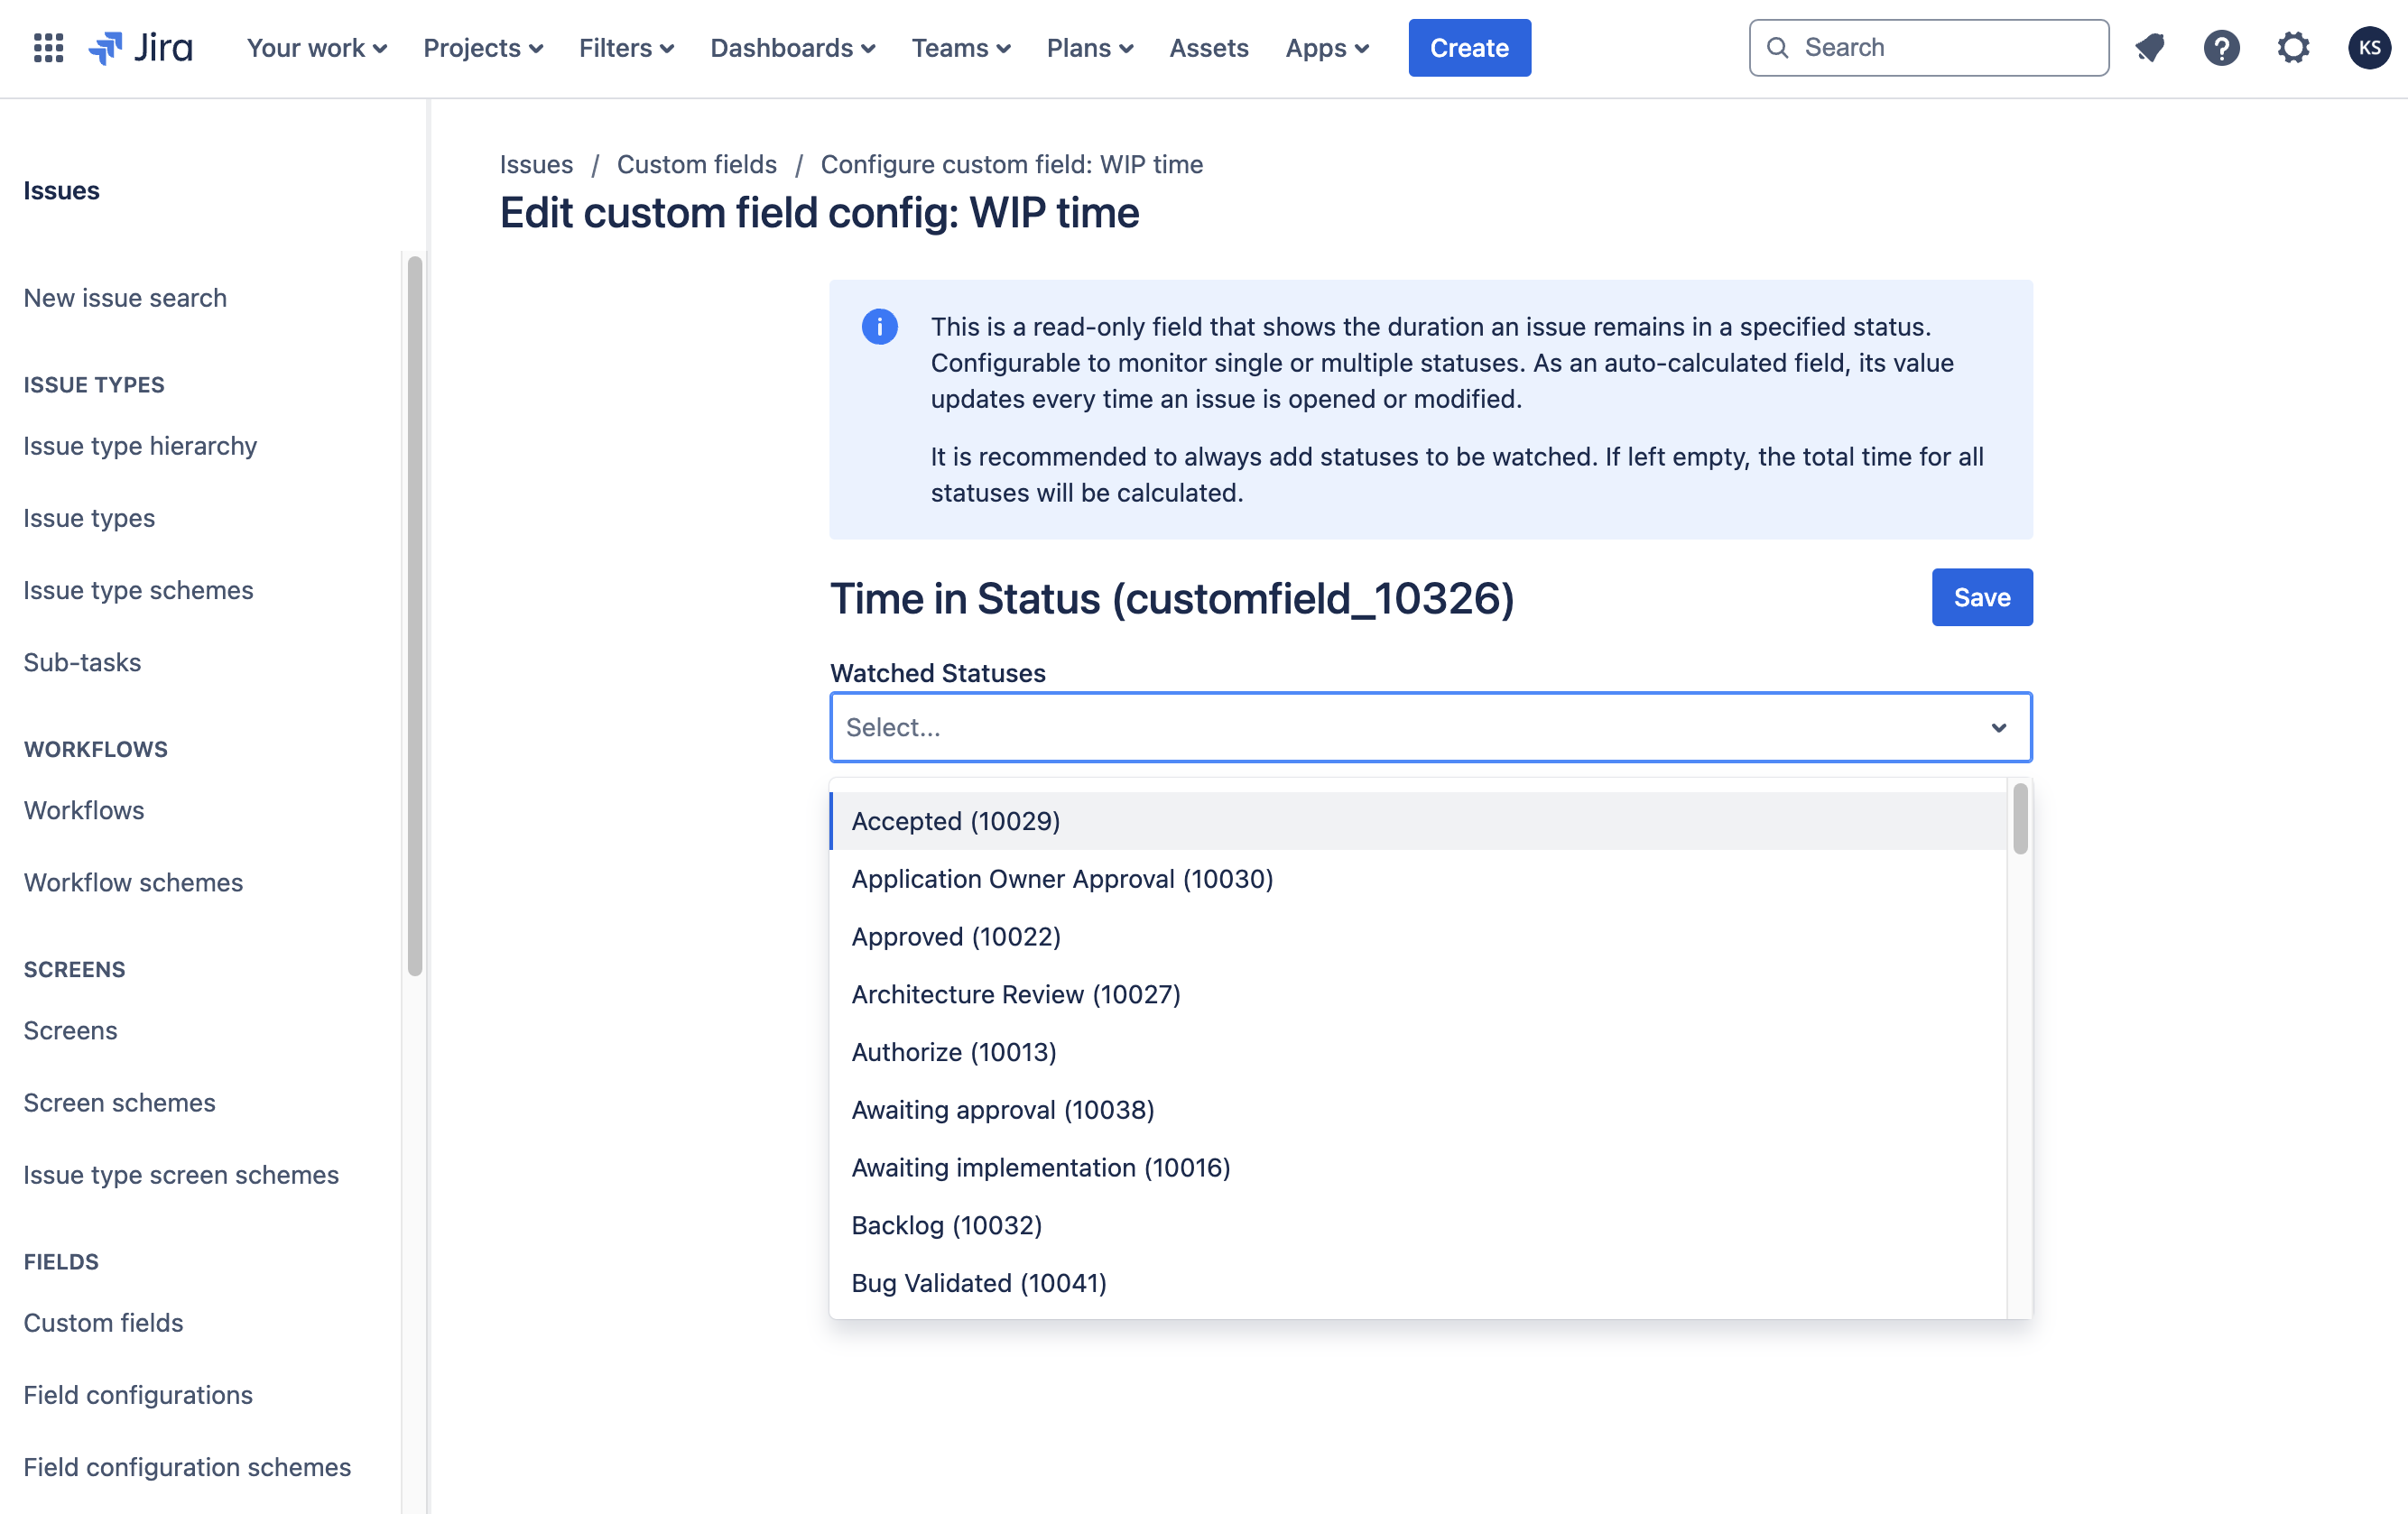 Jira
Your work
Projects
Filters
Dashboards
Teams
Plans
Assets
Apps
Create
Search
KS
Issues
New issue search
ISSUE TYPES
Issue type hierarchy
Issue types
Issue type schemes
Sub-tasks
WORKFLOWS
Workflows
Workflow schemes
SCREENS
Screens
Screen schemes
Issue type screen schemes
FIELDS
Custom fields
Field configurations
Field configuration schemes
Issues / Custom fields / Configure custom field: WIP time
Edit custom field config: WIP time
This is a read-only field that shows the duration an issue remains in a specified status.
Configurable to monitor single or multiple statuses. As an auto-calculated field, its value
updates every time an issue is opened or modified.
It is recommended to always add statuses to be watched. If left empty, the total time for all
statuses will be calculated.
Time in Status (customfield_10326)
Save
Watched Statuses
Select...
Accepted (10029)
Application Owner Approval (10030)
Approved (10022)
Architecture Review (10027)
Authorize (10013)
Awaiting approval (10038)
Awaiting implementation (10016)
Backlog (10032)
Bug Validated (10041)